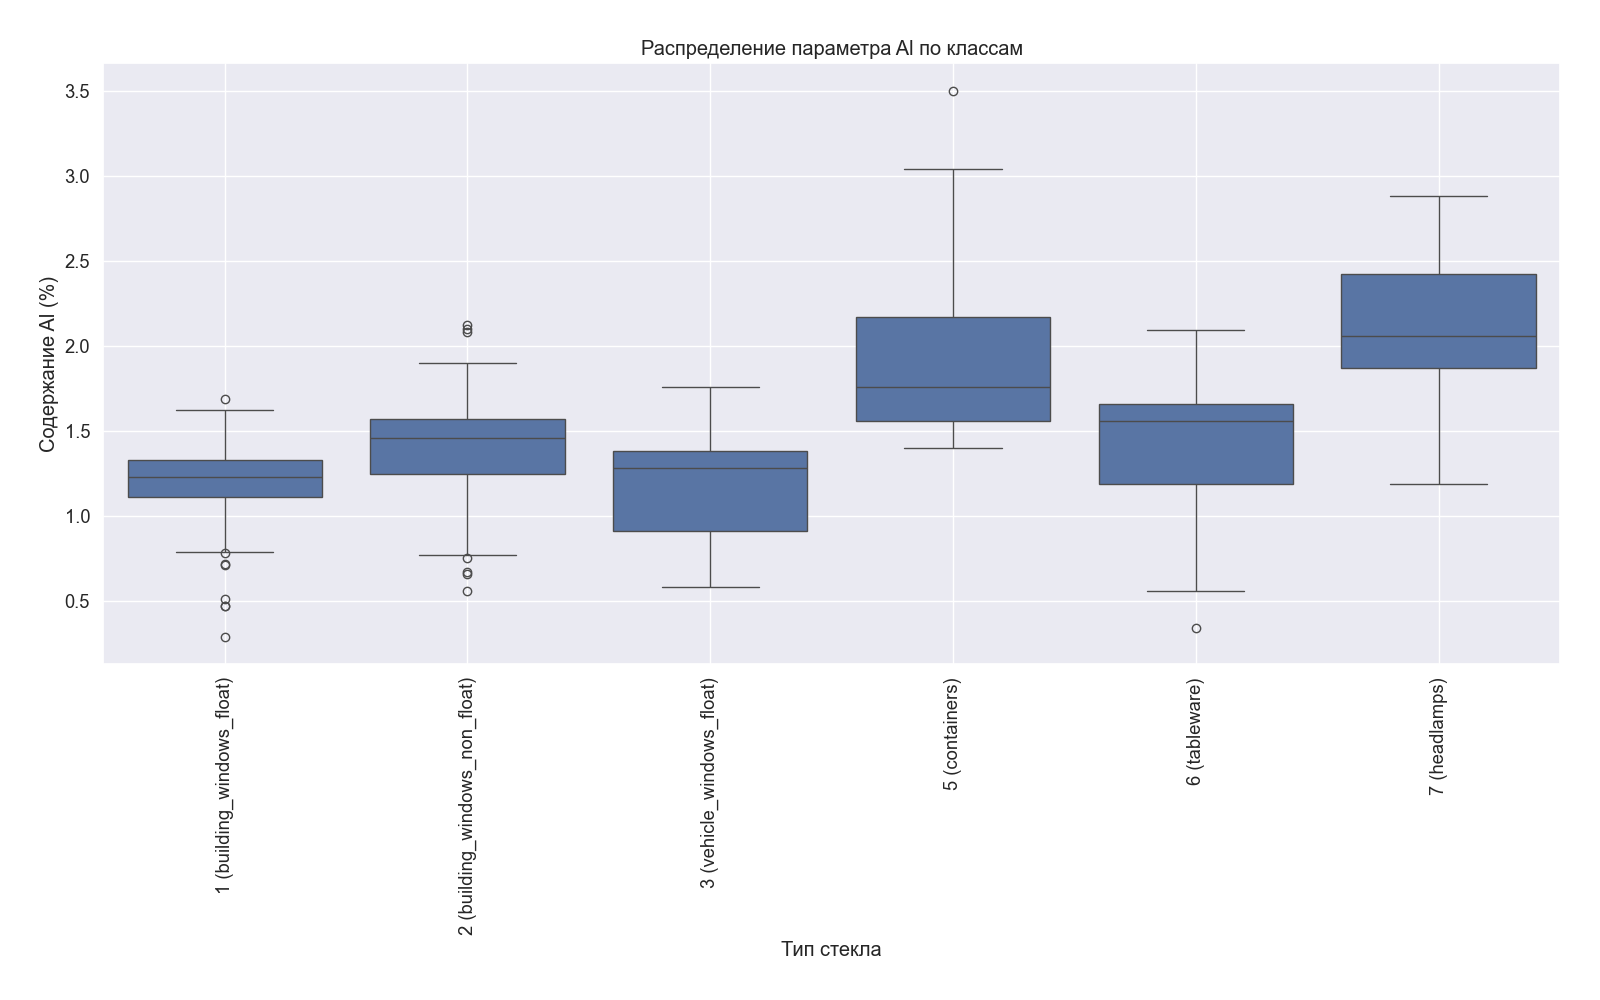 Распределение параметра Al по классам
Содержание Al (%)
3.5
3.0
2.5
2.0
1.5
1.0
0.5
1 (building_windows_float)
2 (building_windows_non_float)
3 (vehicle_windows_float)
5 (containers)
6 (tableware)
7 (headlamps)
Тип стекла